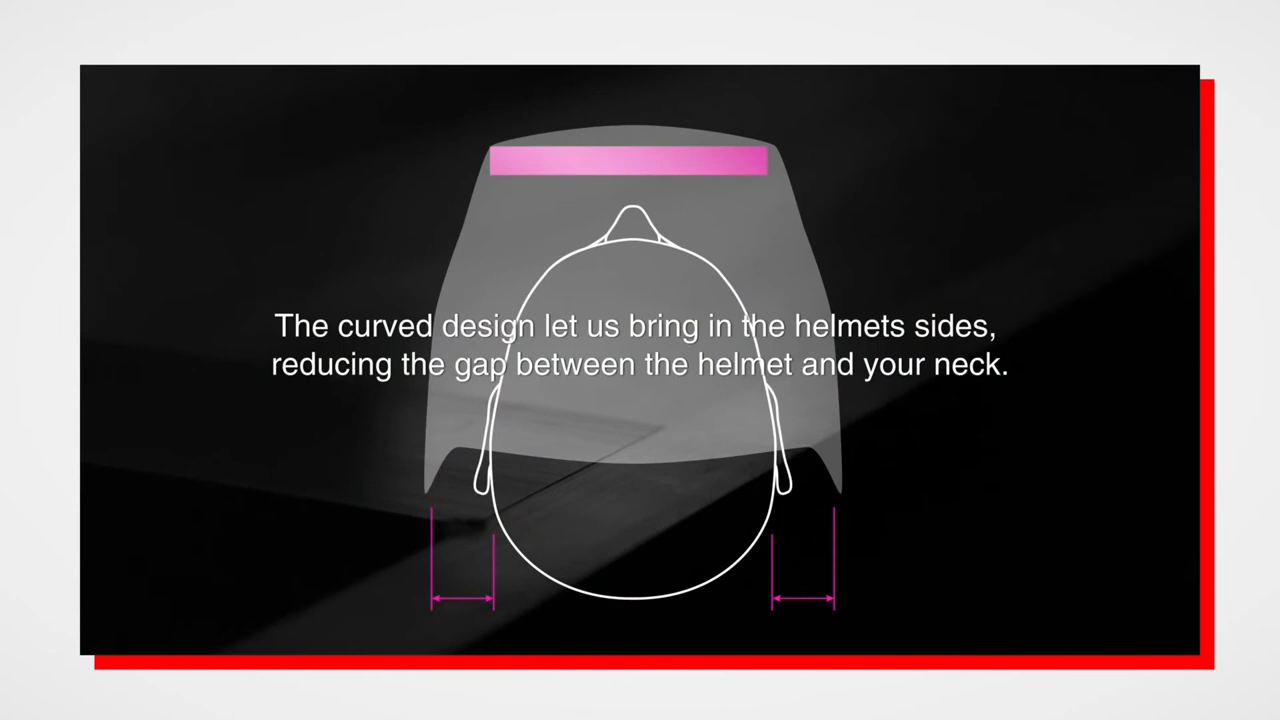 The curved design let us bring in the helmets sides,
reducing the gap between the helmet and your neck.